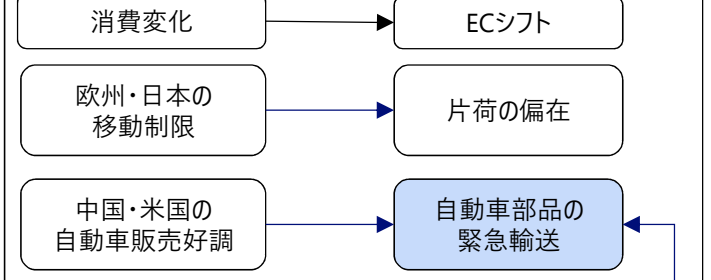 消費変化
ECシフト
欧州・日本の
移動制限
片荷の偏在
中国・米国の
自動車販売好調
自動車部品の
緊急輸送